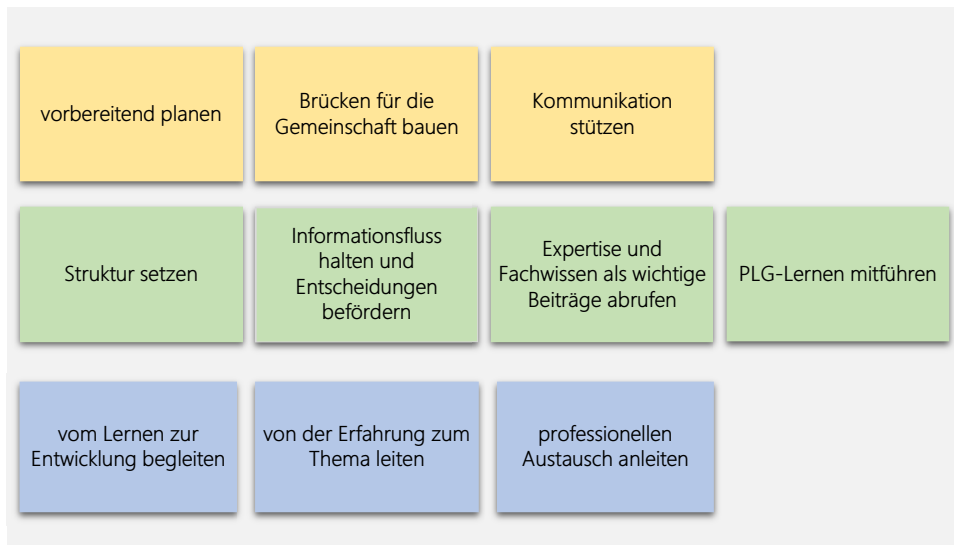 vorbereitend planen
Brücken für die
Gemeinschaft bauen
Kommunikation
stützen
Struktur setzen
Informationsfluss
halten und
Entscheidungen
befördern
Expertise und
Fachwissen als wichtige
Beiträge abrufen
PLG-Lernen mitführen
vom Lernen zur
Entwicklung begleiten
von der Erfahrung zum
Thema leiten
professionellen
Austausch anleiten